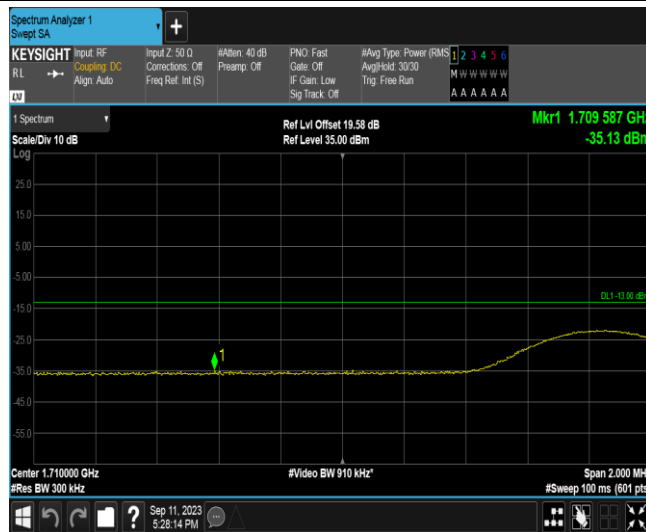 Spectrum Analyzer 1
Swept SA
+
KEYSIGHT
RL
LXI
Input: RF
Coupling: DC
Align: Auto
Input Z: 50 Ω
Corrections: Off
Freq Ref: Int (S)
#Atten: 40 dB
Preamp: Off
PNO: Fast
Gate: Off
IF Gain: Low
Sig Track: Off
#Avg Type: Power (RMS
Avg|Hold: 30/30
Trig: Free Run
1 2 3 4 5 6
M W W W W W
A A A A A A
1 Spectrum
Scale/Div 10 dB
Ref Lvl Offset 19.58 dB
Ref Level 35.00 dBm
Mkr1 1.709 587 GHz
-35.13 dBm
Log
25.0
15.0
5.00
-5.00
-15.0
-25.0
-35.0
-45.0
-55.0
DL1 -13.00 dBm
1
Center 1.710000 GHz
#Res BW 300 kHz
#Video BW 910 kHz*
Span 2.000 MH
#Sweep 100 ms (601 pts
?
Sep 11, 2023
5:28:14 PM